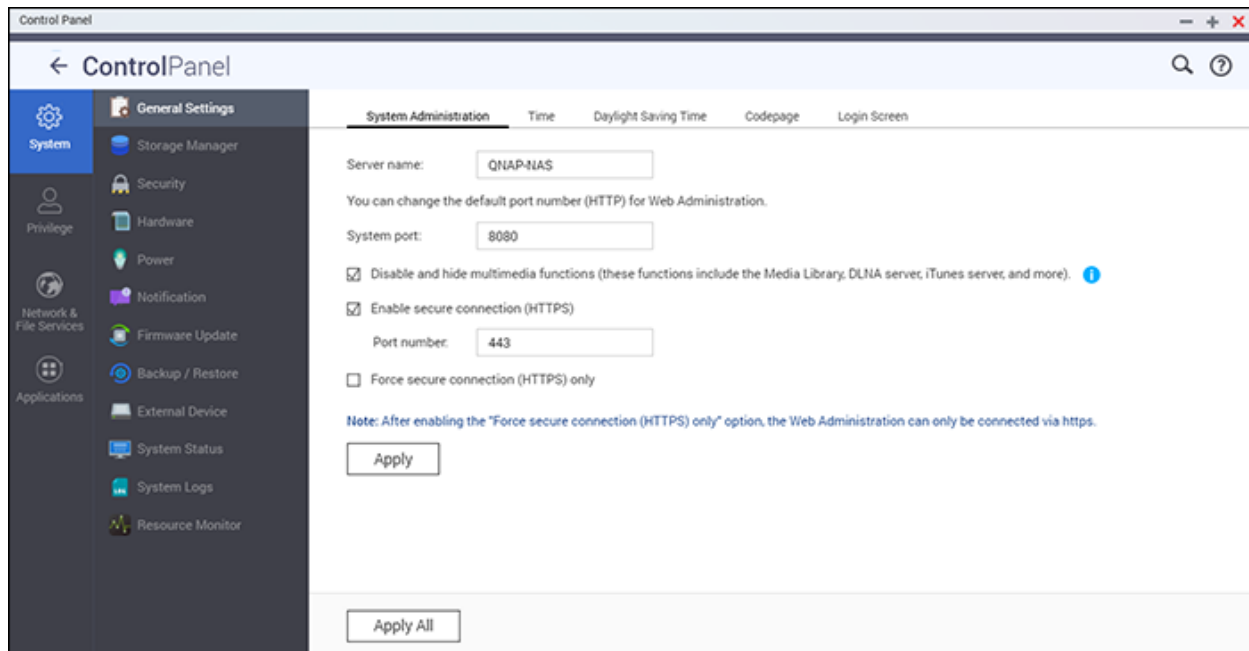 Control Panel
ControlPanel
System
Privilege
Network &
File Services
Applications
General Settings
Storage Manager
Security
Hardware
Power
Notification
Firmware Update
Backup / Restore
External Device
System Status
System Logs
Resource Monitor
System Administration Time Daylight Saving Time Codepage Login Screen
Server name: QNAP-NAS
You can change the default port number (HTTP) for Web Administration.
System port: 8080
Disable and hide multimedia functions (these functions include the Media Library, DLNA server, iTunes server, and more).
Enable secure connection (HTTPS)
Port number: 443
Force secure connection (HTTPS) only
Note: After enabling the "Force secure connection (HTTPS) only" option, the Web Administration can only be connected via https.
Apply
Apply All